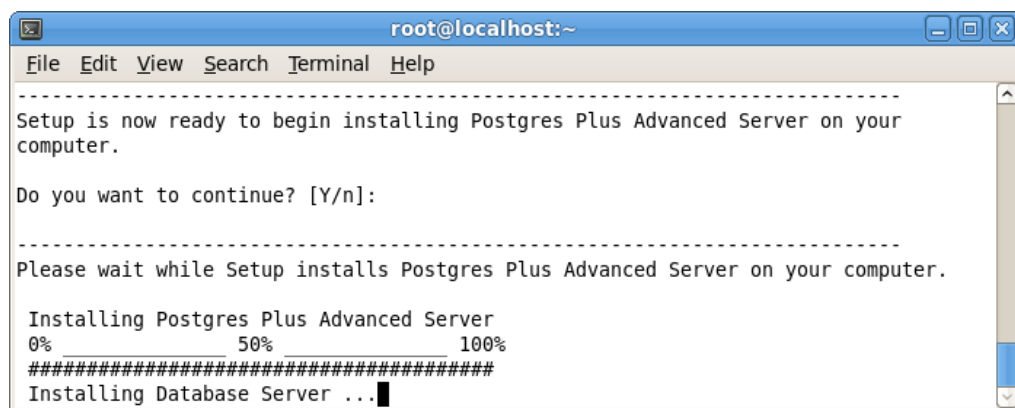 root@localhost:~
File Edit View Search Terminal Help
----------------------------------------------------------------------------
Setup is now ready to begin installing Postgres Plus Advanced Server on your
computer.
Do you want to continue? [Y/n]:
----------------------------------------------------------------------------
Please wait while Setup installs Postgres Plus Advanced Server on your computer.
Installing Postgres Plus Advanced Server
0% ______________ 50% ______________ 100%
########################################
Installing Database Server ...